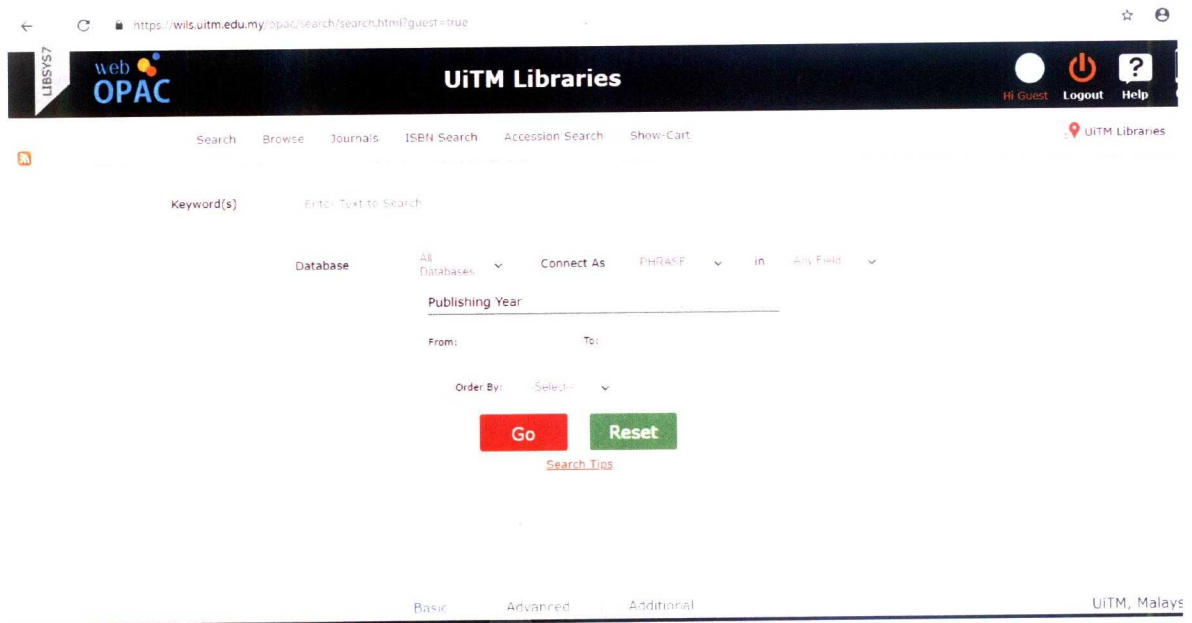 https://wils.uitm.edu.my/opac/search/search.html?guest=true
LIBSYS7
web OPAC
UiTM Libraries
Hi Guest Logout Help
Search Browse Journals ISBN Search Accession Search Show-Cart
UiTM Libraries
Keyword(s) Enter Text to Search
Database All Databases Connect As PHRASE in Any Field
Publishing Year
From: To:
Order By: -Select-
Go Reset
Search Tips
Basic Advanced Additional
UiTM, Malays